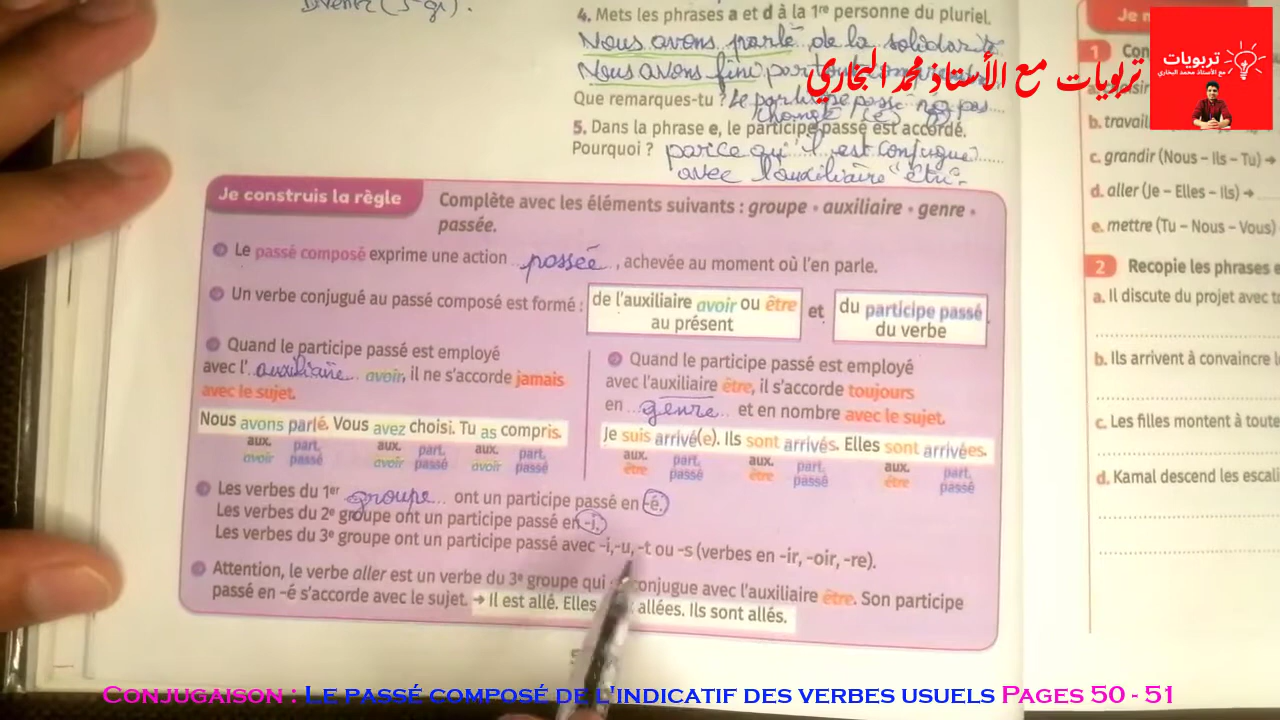 4. Mets les phrases a et d à la 1re personne du pluriel.
Nous avons parlé de la solidarité
Nous avons fini
Que remarques-tu ? Le participe passé n'a pas
changé
5. Dans la phrase e, le participe passé est accordé.
Pourquoi ? parce qu'il est conjugué
avec l'auxiliaire "être".
تربويات مع الأستاذ محمد البخاري
تربويات
مع الأستاذ محمد البخاري
Je construis la règle
Complète avec les éléments suivants : groupe • auxiliaire • genre •
passée.
Le passé composé exprime une action passée, achevée au moment où l'en parle.
Un verbe conjugué au passé composé est formé : de l'auxiliaire avoir ou être
au présent
et
du participe passé
du verbe
Quand le participe passé est employé
avec l'auxiliaire avoir, il ne s'accorde jamais
avec le sujet.
Nous avons parlé. Vous avez choisi. Tu as compris.
aux. part. aux. part. aux. part.
avoir passé avoir passé avoir passé
Quand le participe passé est employé
avec l'auxiliaire être, il s'accorde toujours
en genre et en nombre avec le sujet.
Je suis arrivé(e). Ils sont arrivés. Elles sont arrivées.
aux. part. aux. part. aux. part.
être passé être passé être passé
Les verbes du 1er groupe ont un participe passé en -é.
Les verbes du 2e groupe ont un participe passé en -i.
Les verbes du 3e groupe ont un participe passé avec -i, -u, -t ou -s (verbes en -ir, -oir, -re).
Attention, le verbe aller est un verbe du 3e groupe qui conjugue avec l'auxiliaire être. Son participe
passé en -é s'accorde avec le sujet. → Il est allé. Elles allées. Ils sont allés.
1 Con
b. travail
c. grandir (Nous – Ils – Tu) →
d. aller (Je – Elles – Ils) →
e. mettre (Tu – Nous – Vous)
2 Recopie les phrases e
a. Il discute du projet avec t
b. Ils arrivent à convaincre l
c. Les filles montent à toute
d. Kamal descend les escali
Conjugaison : Le passé composé de l'indicatif des verbes usuels Pages 50 - 51